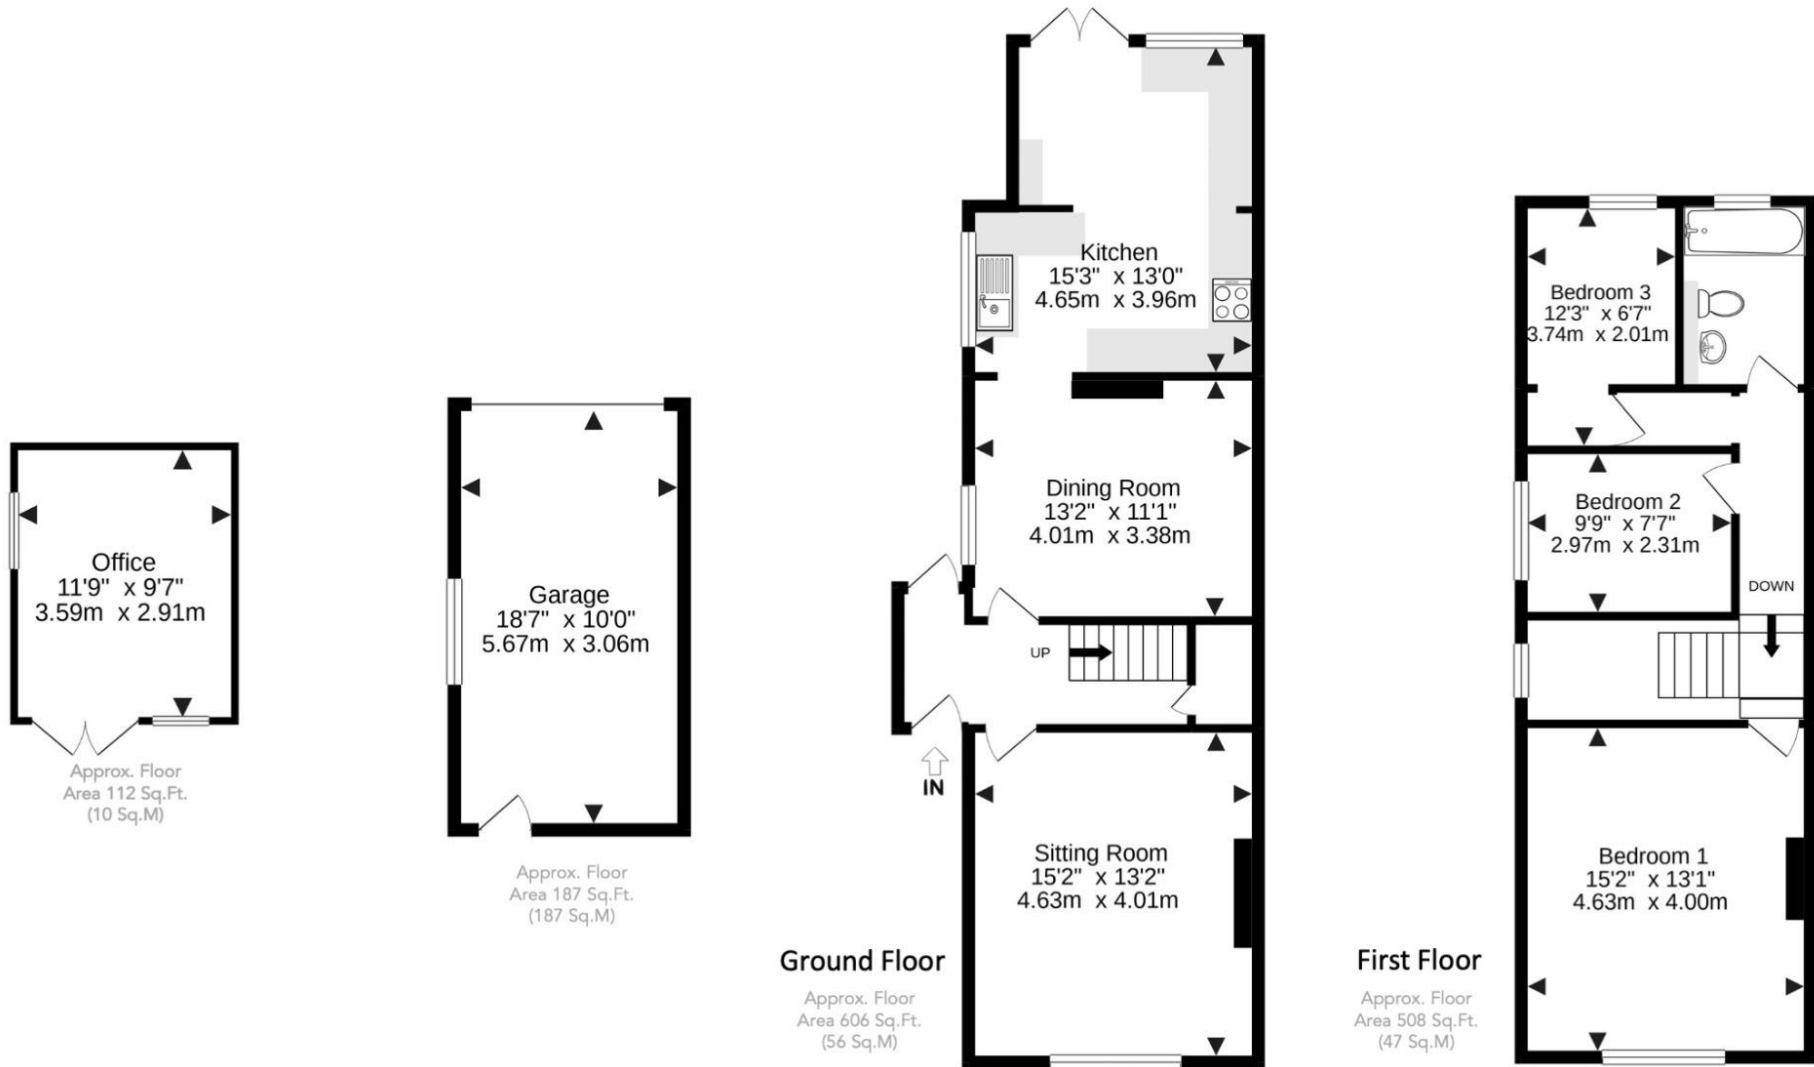 Office
11'9" x 9'7"
3.59m x 2.91m
Approx. Floor
Area 112 Sq.Ft.
(10 Sq.M)
Garage
18'7" x 10'0"
5.67m x 3.06m
Approx. Floor
Area 187 Sq.Ft.
(187 Sq.M)
Kitchen
15'3" x 13'0"
4.65m x 3.96m
Dining Room
13'2" x 11'1"
4.01m x 3.38m
UP
IN
Sitting Room
15'2" x 13'2"
4.63m x 4.01m
Ground Floor
Approx. Floor
Area 606 Sq.Ft.
(56 Sq.M)
Bedroom 3
12'3" x 6'7"
3.74m x 2.01m
Bedroom 2
9'9" x 7'7"
2.97m x 2.31m
DOWN
Bedroom 1
15'2" x 13'1"
4.63m x 4.00m
First Floor
Approx. Floor
Area 508 Sq.Ft.
(47 Sq.M)